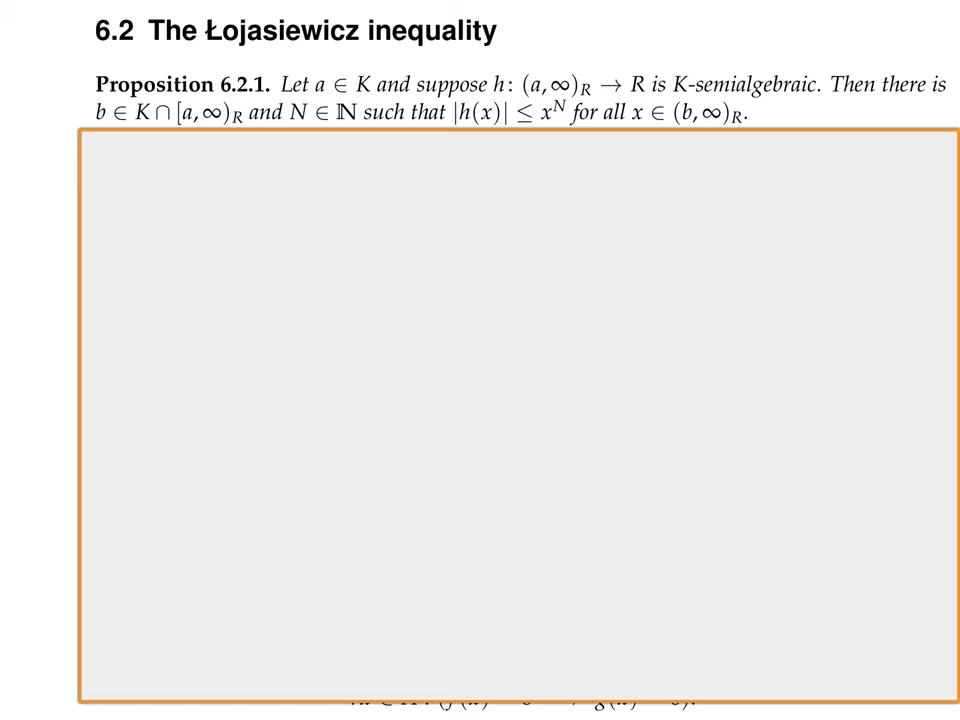 6.2 The Łojasiewicz inequality
Proposition 6.2.1. Let a ∈ K and suppose h: (a, ∞)_R → R is K-semialgebraic. Then there is
b ∈ K ∩ [a, ∞)_R and N ∈ ℕ such that |h(x)| ≤ x^N for all x ∈ (b, ∞)_R.